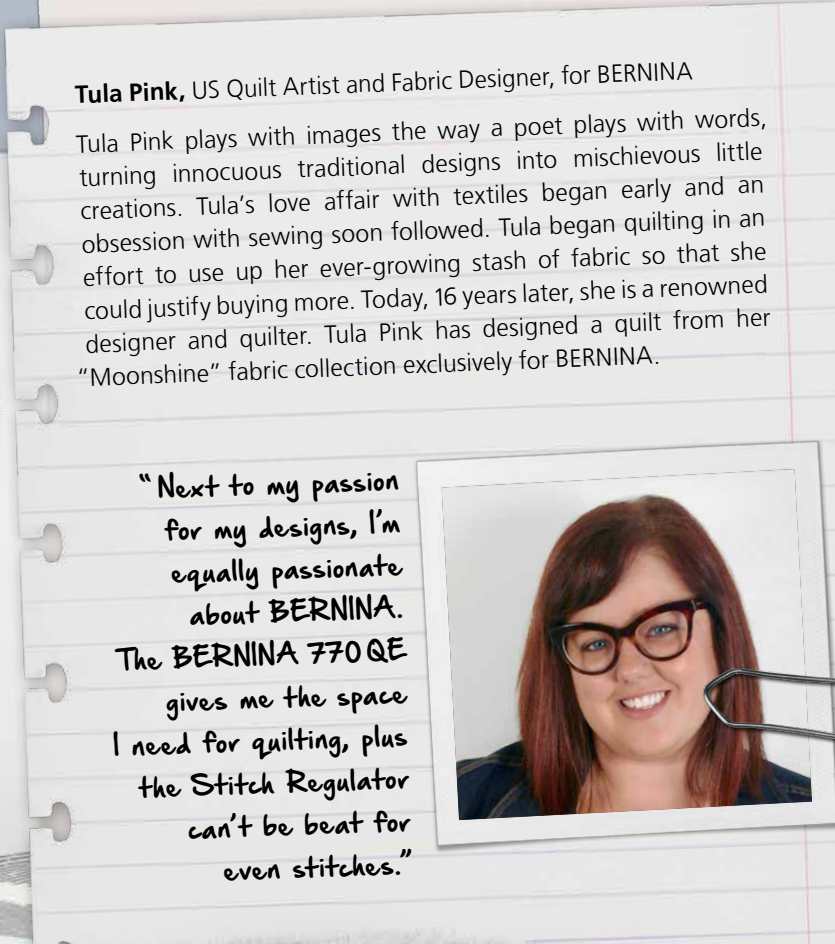 Tula Pink, US Quilt Artist and Fabric Designer, for BERNINA
Tula Pink plays with images the way a poet plays with words,
turning innocuous traditional designs into mischievous little
creations. Tula’s love affair with textiles began early and an
obsession with sewing soon followed. Tula began quilting in an
effort to use up her ever-growing stash of fabric so that she
could justify buying more. Today, 16 years later, she is a renowned
designer and quilter. Tula Pink has designed a quilt from her
“Moonshine” fabric collection exclusively for BERNINA.
“Next to my passion
for my designs, I’m
equally passionate
about BERNINA.
The BERNINA 770 QE
gives me the space
I need for quilting, plus
the Stitch Regulator
can’t be beat for
even stitches.”